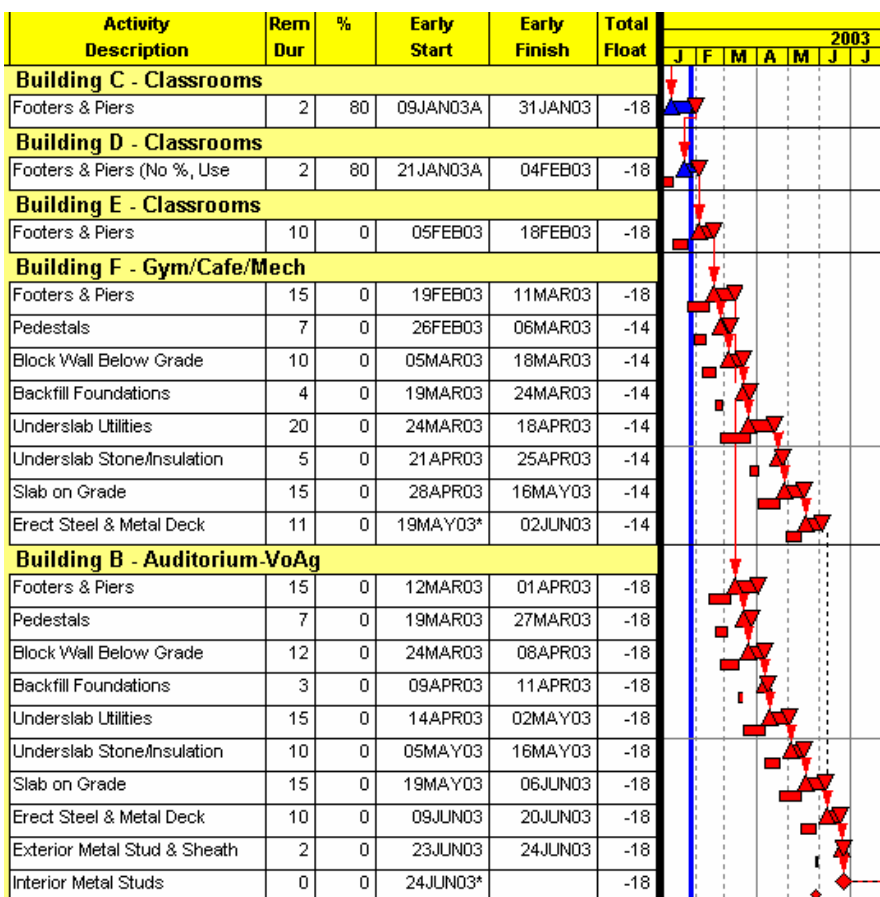 Activity Description Rem Dur % Early Start Early Finish Total Float
2003
J F M A M J J
Building C - Classrooms
Footers & Piers 2 80 09JAN03A 31JAN03 -18
Building D - Classrooms
Footers & Piers (No %, Use 2 80 21JAN03A 04FEB03 -18
Building E - Classrooms
Footers & Piers 10 0 05FEB03 18FEB03 -18
Building F - Gym/Cafe/Mech
Footers & Piers 15 0 19FEB03 11MAR03 -18
Pedestals 7 0 26FEB03 06MAR03 -14
Block Wall Below Grade 10 0 05MAR03 18MAR03 -14
Backfill Foundations 4 0 19MAR03 24MAR03 -14
Underslab Utilities 20 0 24MAR03 18APR03 -14
Underslab Stone/Insulation 5 0 21APR03 25APR03 -14
Slab on Grade 15 0 28APR03 16MAY03 -14
Erect Steel & Metal Deck 11 0 19MAY03* 02JUN03 -14
Building B - Auditorium-VoAg
Footers & Piers 15 0 12MAR03 01APR03 -18
Pedestals 7 0 19MAR03 27MAR03 -18
Block Wall Below Grade 12 0 24MAR03 08APR03 -18
Backfill Foundations 3 0 09APR03 11APR03 -18
Underslab Utilities 15 0 14APR03 02MAY03 -18
Underslab Stone/Insulation 10 0 05MAY03 16MAY03 -18
Slab on Grade 15 0 19MAY03 06JUN03 -18
Erect Steel & Metal Deck 10 0 09JUN03 20JUN03 -18
Exterior Metal Stud & Sheath 2 0 23JUN03 24JUN03 -18
Interior Metal Studs 0 0 24JUN03* -18